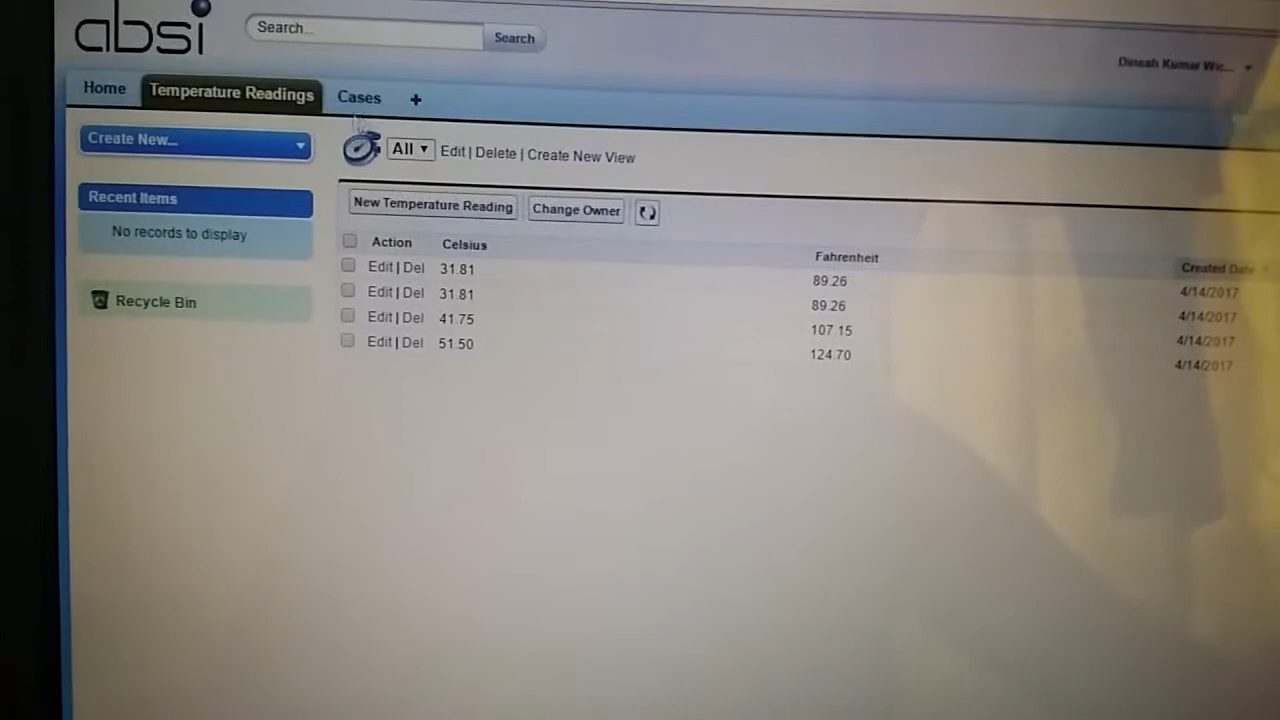 absi
Search...
Search
Dinesh Kumar Wic...
Home
Temperature Readings
Cases
+
Create New...
All
Edit | Delete | Create New View
Recent Items
No records to display
Recycle Bin
New Temperature Reading
Change Owner
Action Celsius Fahrenheit Created Date
Edit | Del 31.81 89.26 4/14/2017
Edit | Del 31.81 89.26 4/14/2017
Edit | Del 41.75 107.15 4/14/2017
Edit | Del 51.50 124.70 4/14/2017